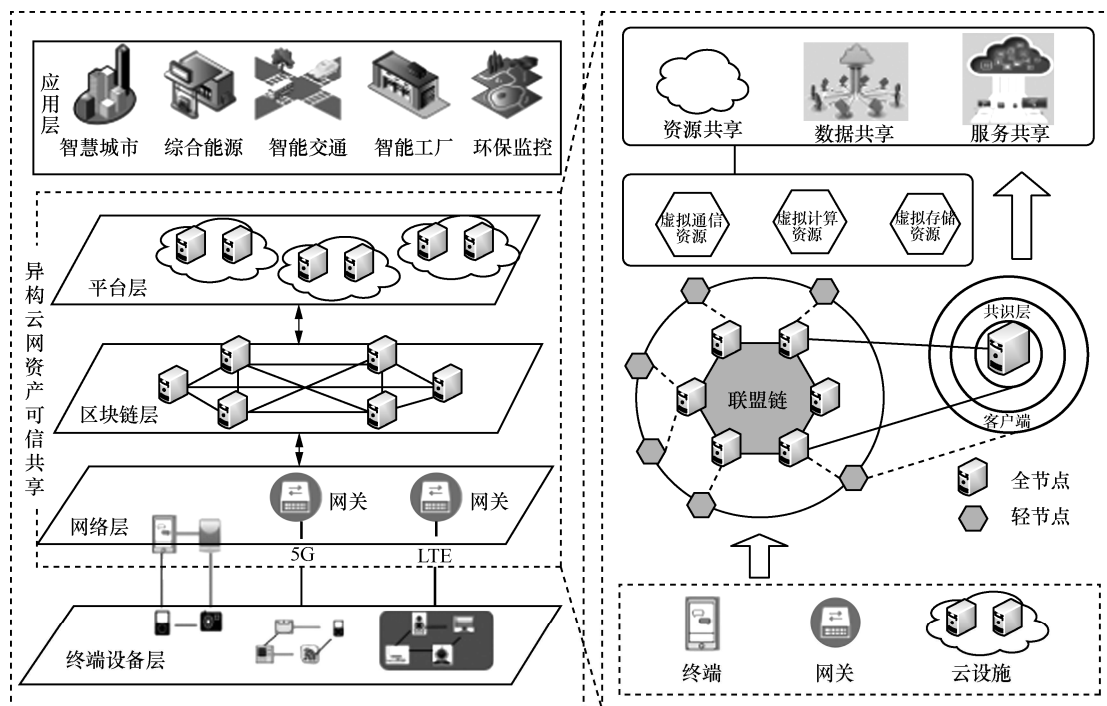 应用层
智慧城市
综合能源
智能交通
智能工厂
环保监控
异构云网资产可信共享
平台层
区块链层
网络层
网关
网关
5G
LTE
终端设备层
资源共享
数据共享
服务共享
虚拟通信
资源
虚拟计算
资源
虚拟存储
资源
联盟链
共识层
客户端
全节点
轻节点
终端
网关
云设施